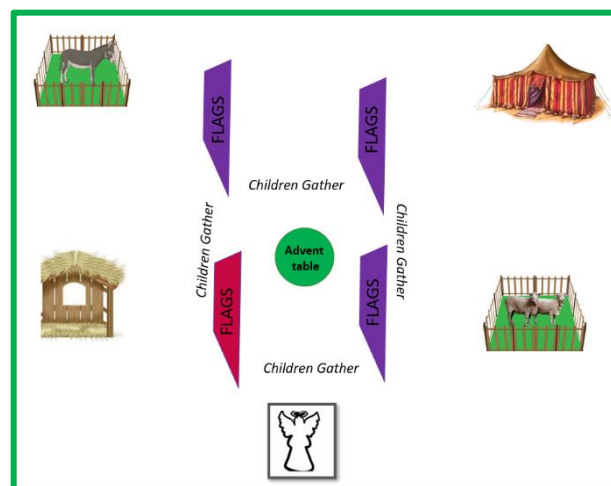 FLAGS
FLAGS
Children Gather
Children Gather
Children Gather
Advent
table
FLAGS
FLAGS
Children Gather